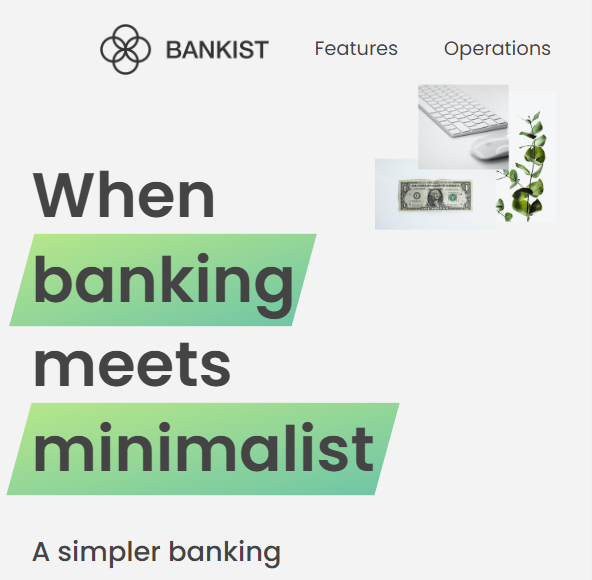 BANKIST Features Operations
When
banking
meets
minimalist
A simpler banking